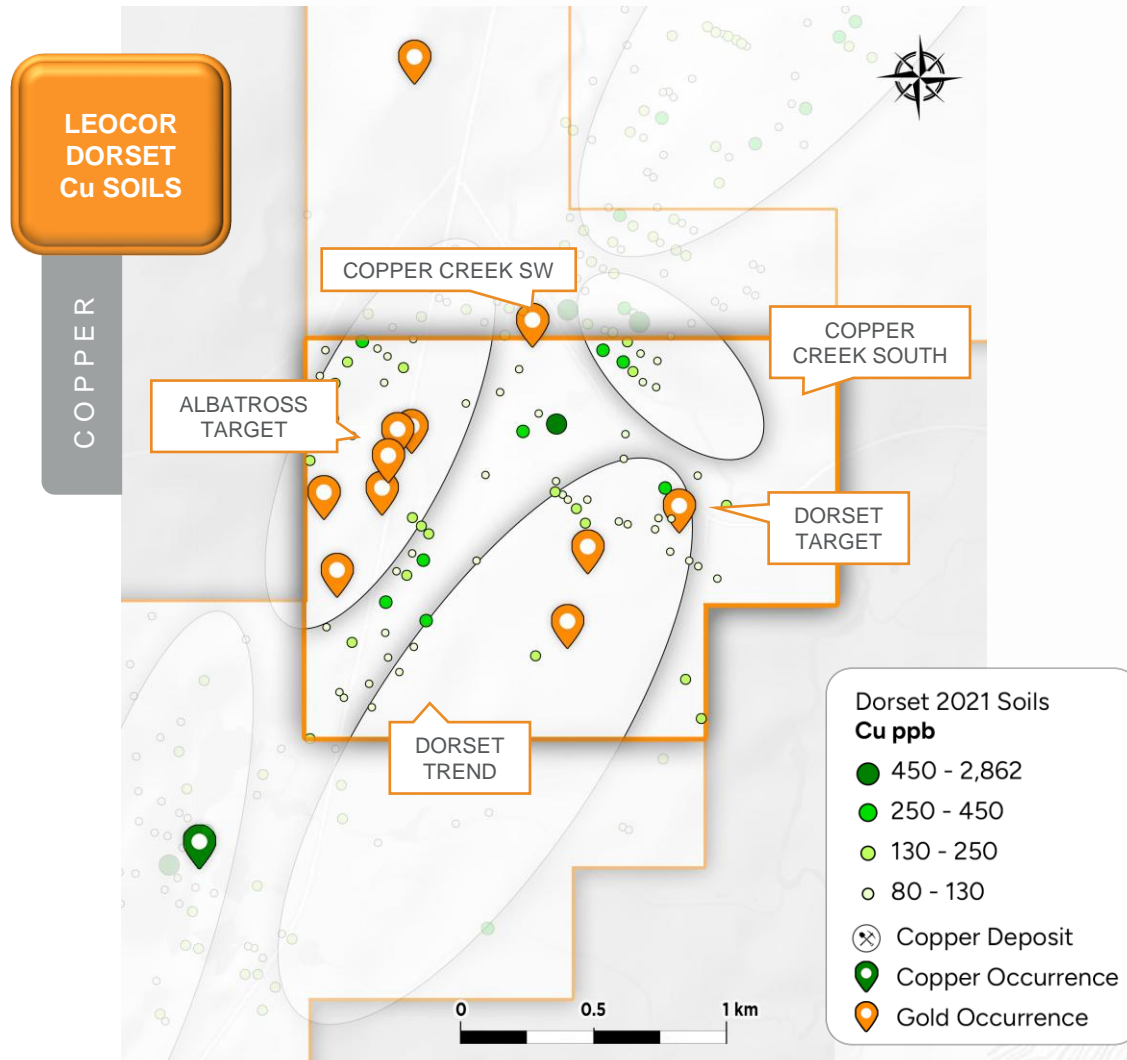 LEOCOR
DORSET
Cu SOILS
COPPER
COPPER CREEK SW
COPPER
CREEK SOUTH
ALBATROSS
TARGET
DORSET
TARGET
DORSET
TREND
Dorset 2021 Soils
Cu ppb
450 - 2,862
250 - 450
130 - 250
80 - 130
Copper Deposit
Copper Occurrence
Gold Occurrence
0 0.5 1 km